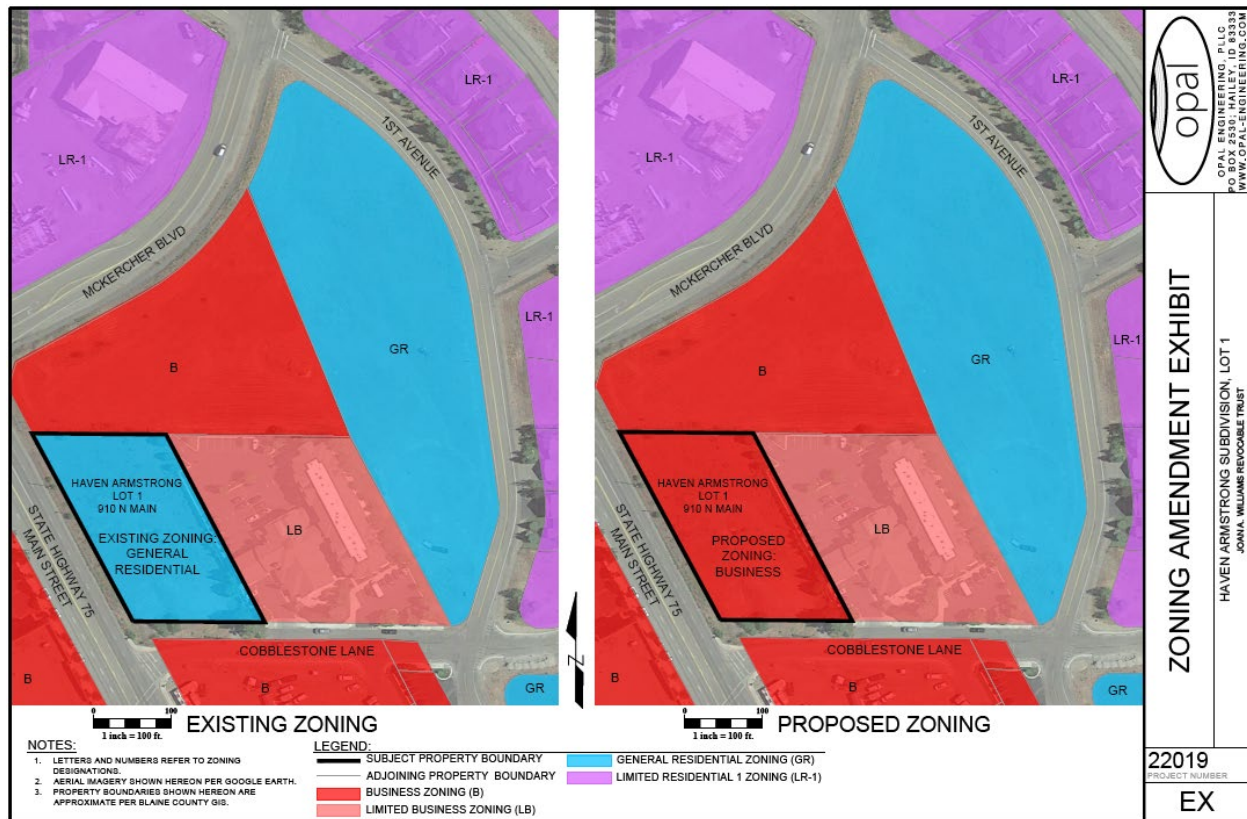 LR-1
LR-1
1ST AVENUE
MCKERCHER BLVD
LR-1
GR
B
HAVEN ARMSTRONG
LOT 1
910 N MAIN
EXISTING ZONING:
GENERAL
RESIDENTIAL
LB
STATE HIGHWAY 75
MAIN STREET
COBBLESTONE LANE
B
B
GR
0 100
1 inch = 100 ft.
EXISTING ZONING
N
LR-1
LR-1
1ST AVENUE
MCKERCHER BLVD
LR-1
GR
B
HAVEN ARMSTRONG
LOT 1
910 N MAIN
PROPOSED
ZONING:
BUSINESS
LB
STATE HIGHWAY 75
MAIN STREET
COBBLESTONE LANE
B
B
GR
0 100
1 inch = 100 ft.
PROPOSED ZONING
NOTES:
1. LETTERS AND NUMBERS REFER TO ZONING
DESIGNATIONS.
2. AERIAL IMAGERY SHOWN HEREON PER GOOGLE EARTH.
3. PROPERTY BOUNDARIES SHOWN HEREON ARE
APPROXIMATE PER BLAINE COUNTY GIS.
LEGEND:
SUBJECT PROPERTY BOUNDARY
ADJOINING PROPERTY BOUNDARY
BUSINESS ZONING (B)
LIMITED BUSINESS ZONING (LB)
GENERAL RESIDENTIAL ZONING (GR)
LIMITED RESIDENTIAL 1 ZONING (LR-1)
opal
OPAL ENGINEERING, PLLC
PO BOX 2530; HAILEY, ID 83333
WWW.OPAL-ENGINEERING.COM
ZONING AMENDMENT EXHIBIT
HAVEN ARMSTRONG SUBDIVISION, LOT 1
JOAN A. WILLIAMS REVOCABLE TRUST
22019
PROJECT NUMBER
EX